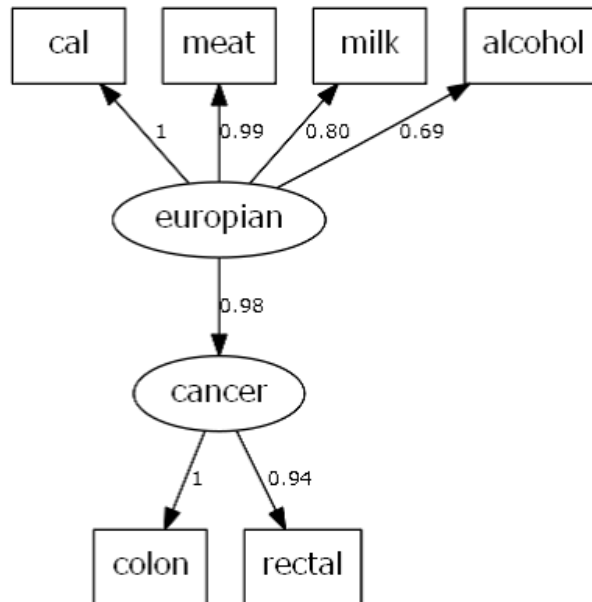 cal meat milk alcohol
1 0.99 0.80 0.69
europian
0.98
cancer
1 0.94
colon rectal